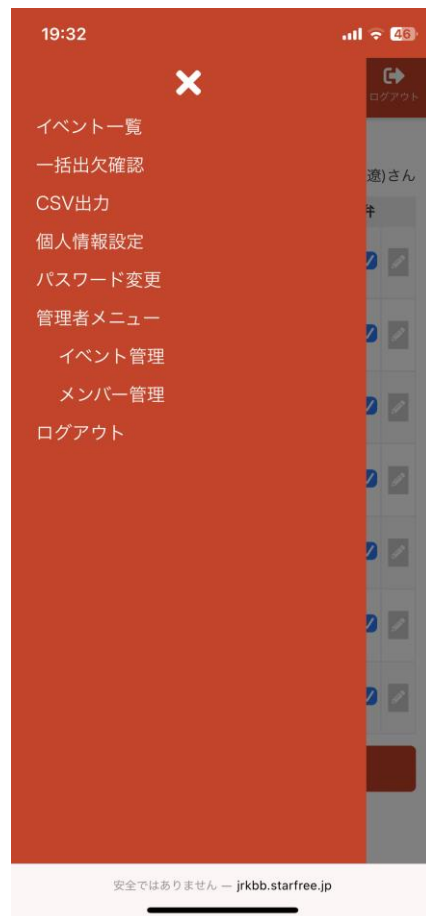 19:32
46
ログアウト
イベント一覧
一括出欠確認
遼)さん
CSV出力
弁
個人情報設定
パスワード変更
管理者メニュー
イベント管理
メンバー管理
ログアウト
安全ではありません — jrkbb.starfree.jp